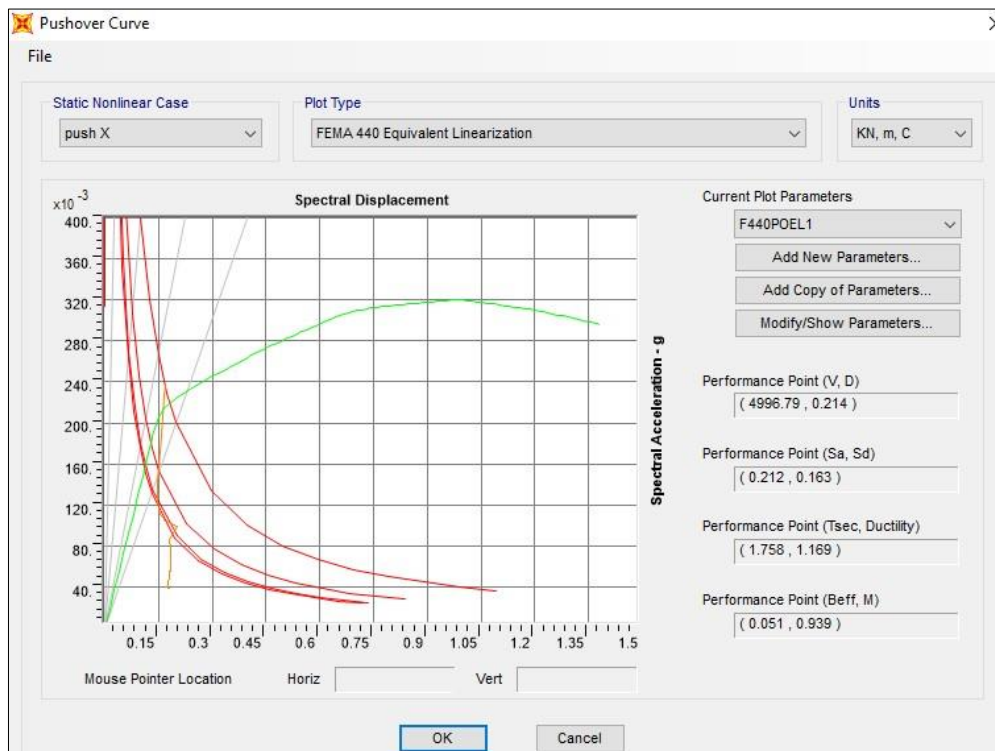 Pushover Curve
File
Static Nonlinear Case
push X
Plot Type
FEMA 440 Equivalent Linearization
Units
KN, m, C
x10 -3
Spectral Displacement
400.
360.
320.
280.
240.
200.
160.
120.
80.
40.
0.15 0.3 0.45 0.6 0.75 0.9 1.05 1.2 1.35 1.5
Spectral Acceleration - g
Mouse Pointer Location Horiz Vert
Current Plot Parameters
F440POEL1
Add New Parameters...
Add Copy of Parameters...
Modify/Show Parameters...
Performance Point (V, D)
( 4996.79 , 0.214 )
Performance Point (Sa, Sd)
( 0.212 , 0.163 )
Performance Point (Tsec, Ductility)
( 1.758 , 1.169 )
Performance Point (Beff, M)
( 0.051 , 0.939 )
OK Cancel